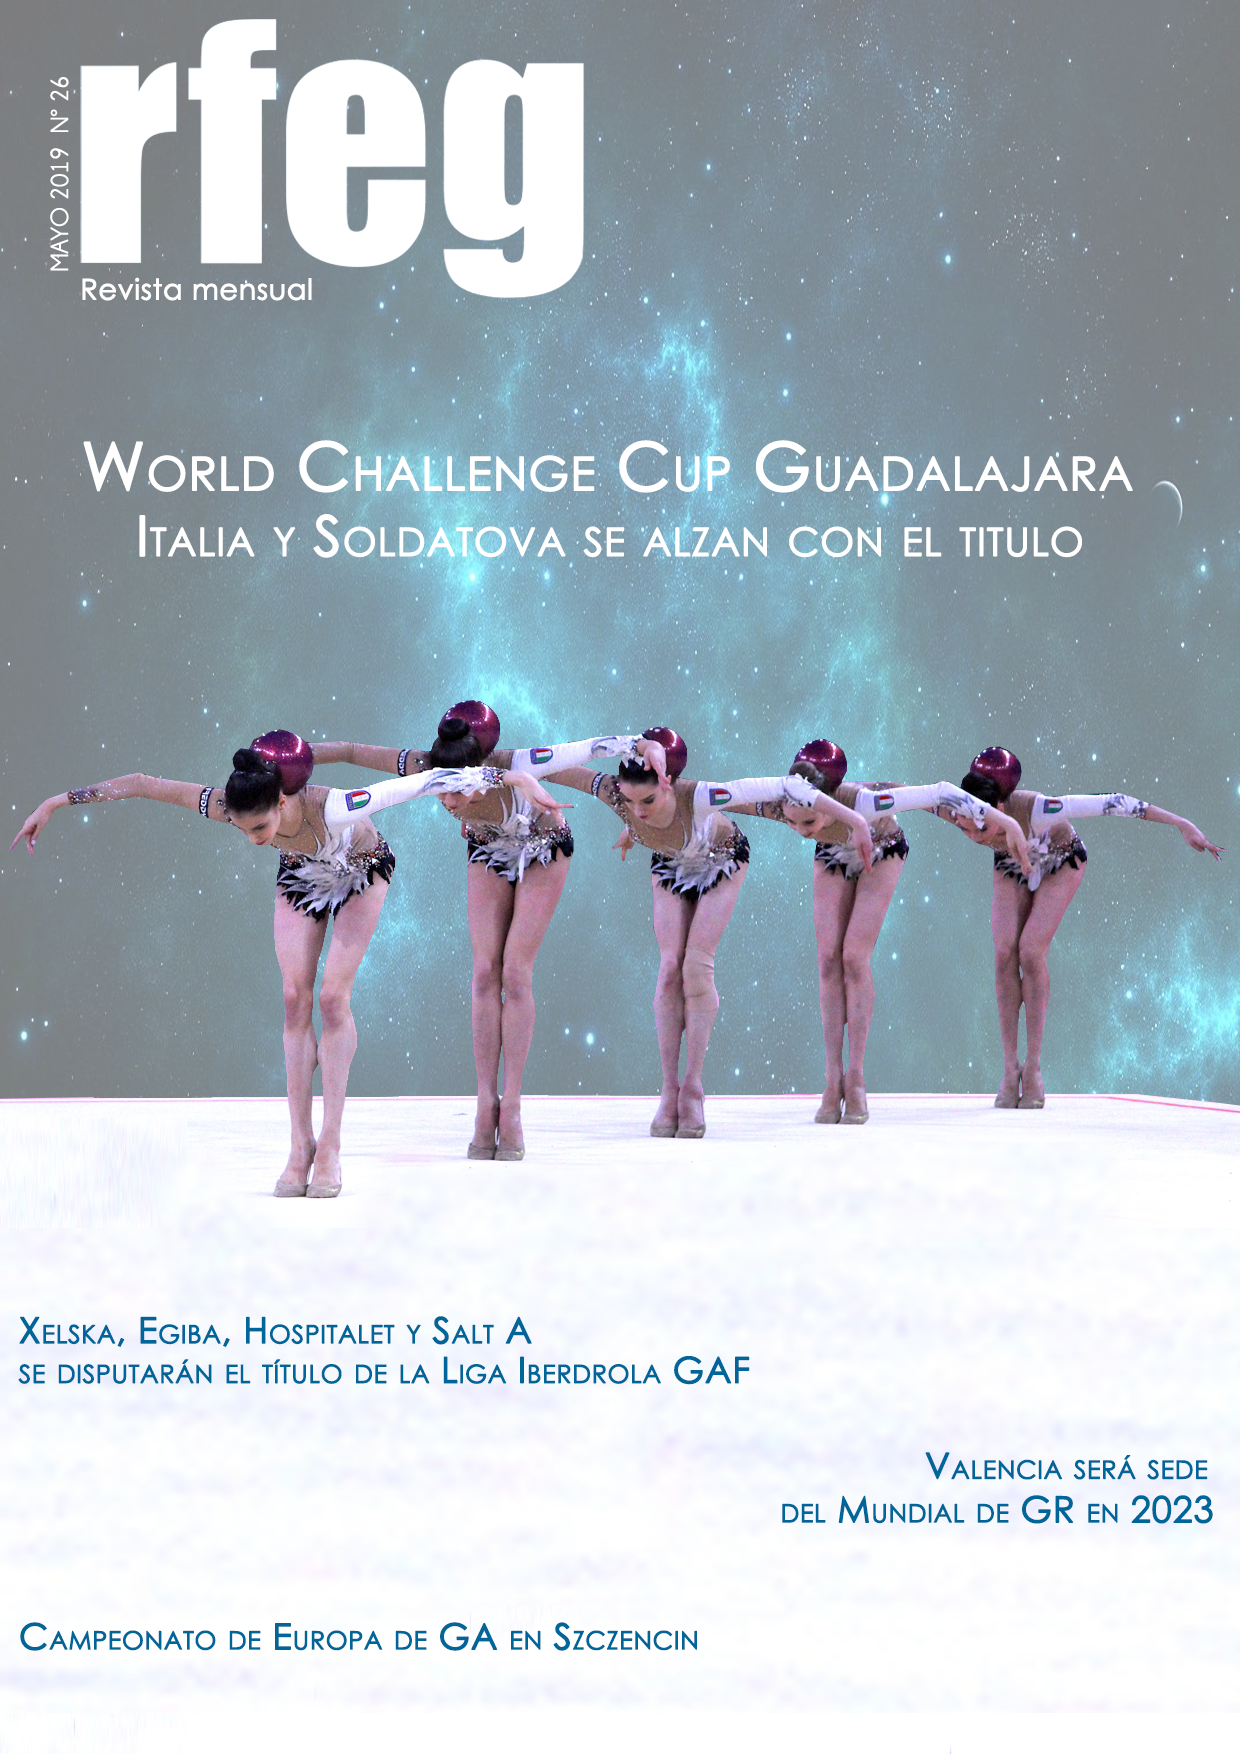 rfeg
MAYO 2019 Nº 26
Revista mensual
WORLD CHALLENGE CUP GUADALAJARA
ITALIA Y SOLDATOVA SE ALZAN CON EL TITULO
XELSKA, EGIBA, HOSPITALET Y SALT A
SE DISPUTARÁN EL TÍTULO DE LA LIGA IBERDROLA GAF
VALENCIA SERÁ SEDE
DEL MUNDIAL DE GR EN 2023
CAMPEONATO DE EUROPA DE GA EN SZCZENCIN